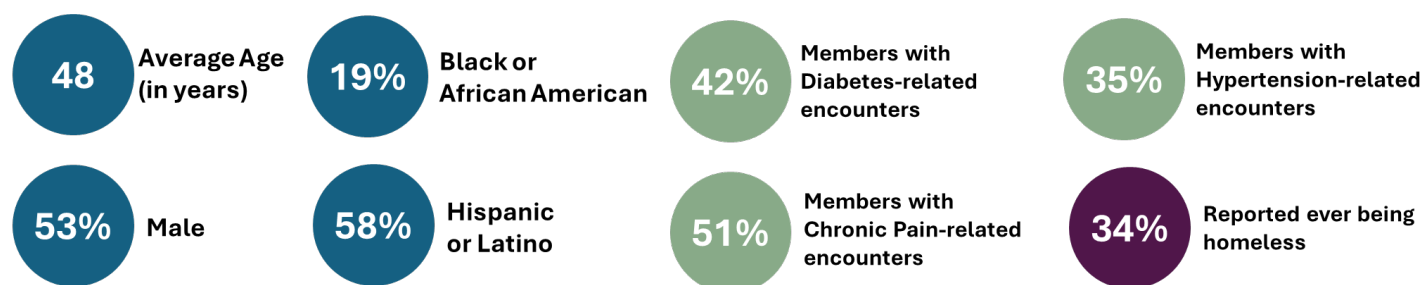 48
Average Age
(in years)
19%
Black or
African American
42%
Members with
Diabetes-related
encounters
35%
Members with
Hypertension-related
encounters
53%
Male
58%
Hispanic
or Latino
51%
Members with
Chronic Pain-related
encounters
34%
Reported ever being
homeless